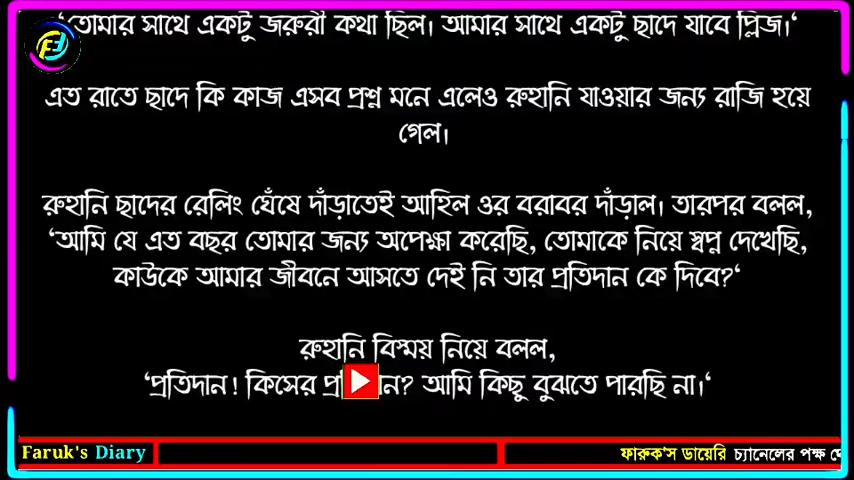 ‘তোমার সাথে একটু জরুরী কথা ছিল। আমার সাথে একটু ছাদে যাবে প্লিজ।‘
এত রাতে ছাদে কি কাজ এসব প্রশ্ন মনে এলেও রুহানি যাওয়ার জন্য রাজি হয়ে
গেল।
রুহানি ছাদের রেলিং ঘেঁষে দাঁড়াতেই আহিল ওর বরাবর দাঁড়াল। তারপর বলল,
‘আমি যে এত বছর তোমার জন্য অপেক্ষা করেছি, তোমাকে নিয়ে স্বপ্ন দেখেছি,
কাউকে আমার জীবনে আসতে দেই নি তার প্রতিদান কে দিবে?‘
রুহানি বিস্ময় নিয়ে বলল,
‘প্রতিদান! কিসের আমি কিছু বুঝতে পারছি না।‘
Faruk's Diary
ফারুক'স ডায়েরি চ্যানেলের পক্ষ